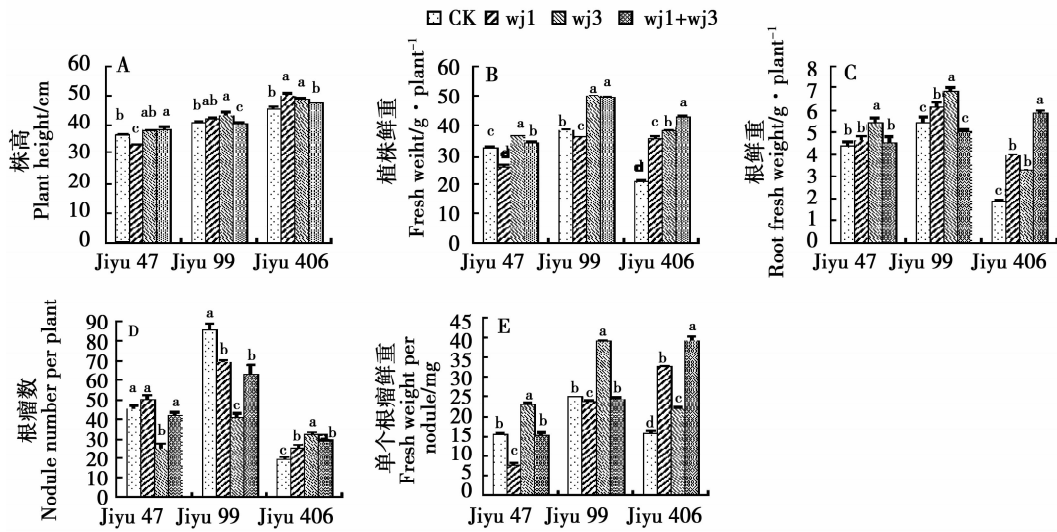 CK wj1 wj3 wj1+wj3
株高
Plant height/cm
60
50
40
30
20
10
0
A
b c ab a
b ab a c
b a a b
Jiyu 47 Jiyu 99 Jiyu 406
植株鲜重
Fresh weiht/g · plant⁻¹
60
50
40
30
20
10
0
B
c d a b
b c a a
d c b a
Jiyu 47 Jiyu 99 Jiyu 406
根鲜重
Root fresh weight/g · plant⁻¹
8
7
6
5
4
3
2
1
0
C
b b a b
c b a c
c b b a
Jiyu 47 Jiyu 99 Jiyu 406
根瘤数
Nodule number per plant
90
80
70
60
50
40
30
20
10
0
D
a a b a
a b c b
c b a b
Jiyu 47 Jiyu 99 Jiyu 406
单个根瘤鲜重
Fresh weight per
nodule/mg
45
40
35
30
25
20
15
10
5
0
E
b c a b
b c a b
d b c a
Jiyu 47 Jiyu 99 Jiyu 406